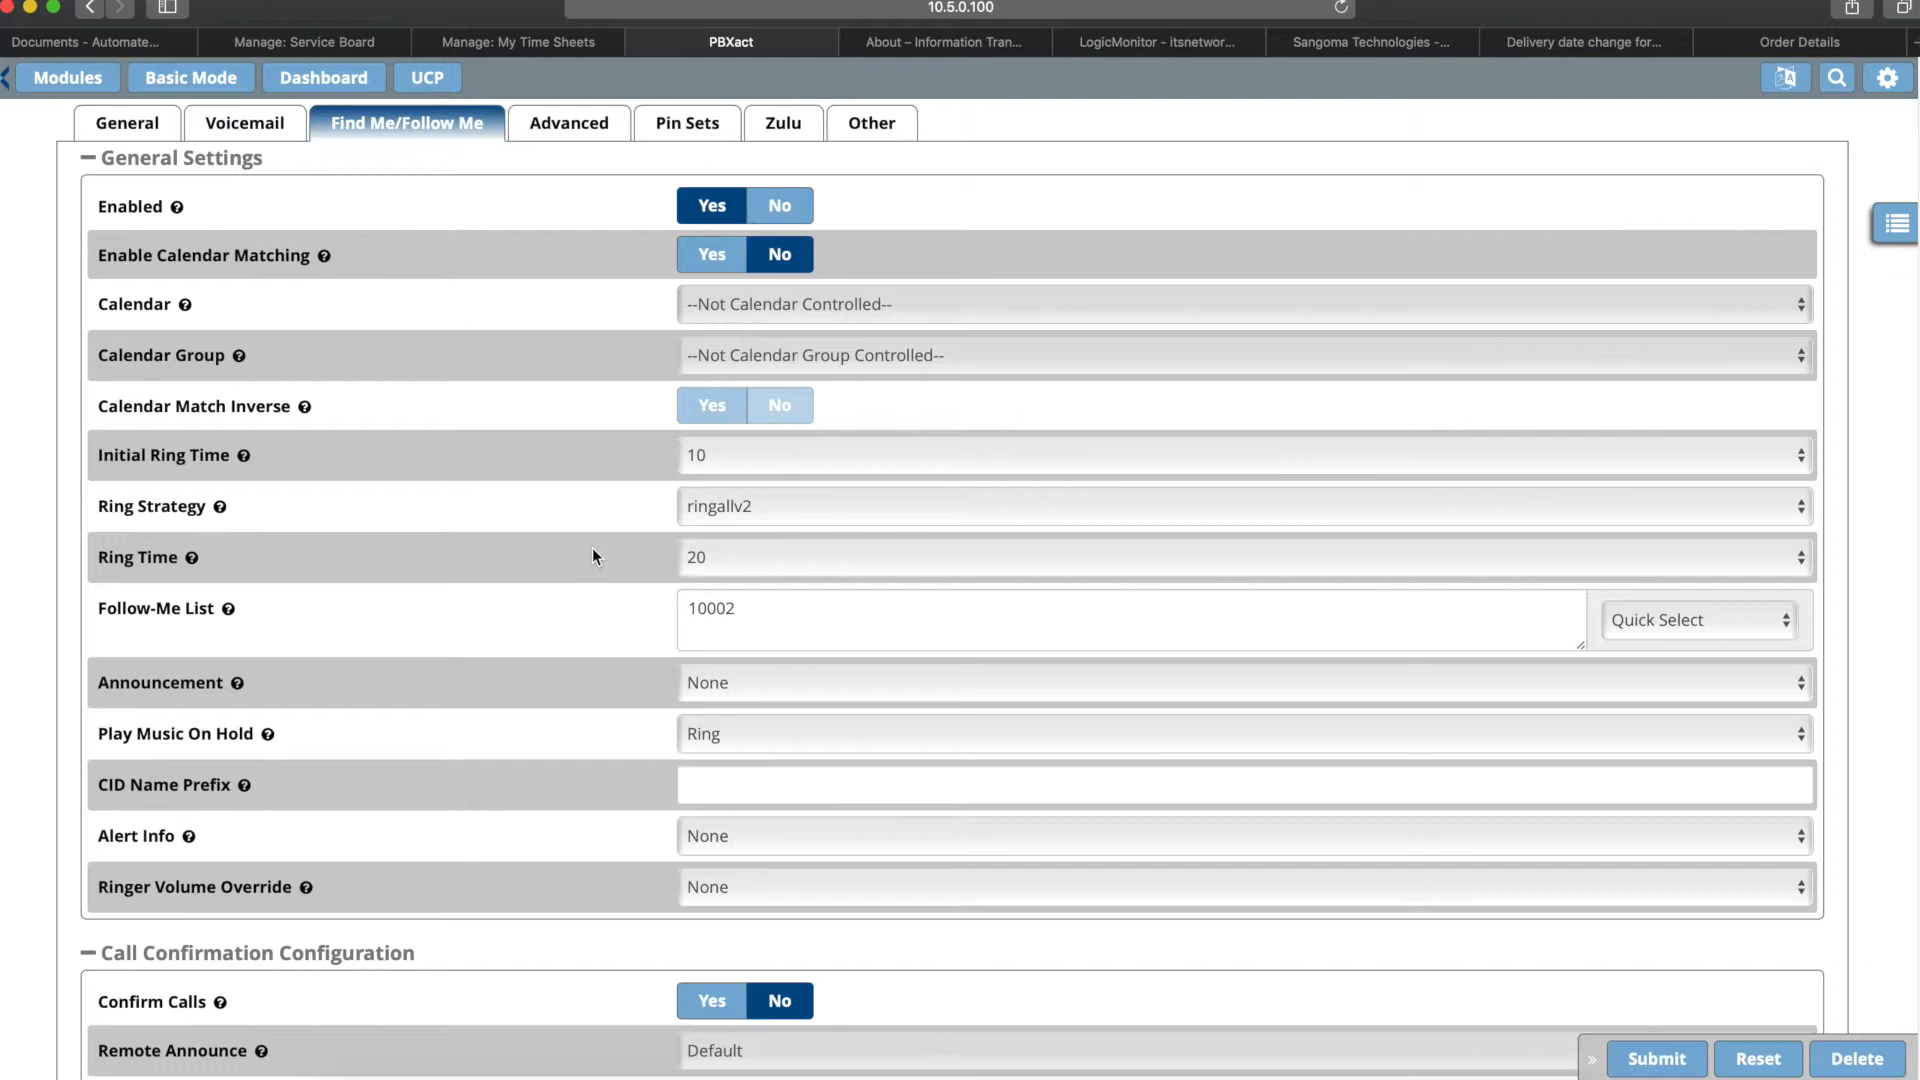 10.5.0.100
Documents - Automate... Manage: Service Board Manage: My Time Sheets PBXact About – Information Tran... LogicMonitor - itsnetwor... Sangoma Technologies -... Delivery date change for... Order Details
Modules Basic Mode Dashboard UCP
General Voicemail Find Me/Follow Me Advanced Pin Sets Zulu Other
General Settings
Enabled Yes No
Enable Calendar Matching Yes No
Calendar --Not Calendar Controlled--
Calendar Group --Not Calendar Group Controlled--
Calendar Match Inverse Yes No
Initial Ring Time 10
Ring Strategy ringallv2
Ring Time 20
Follow-Me List 10002 Quick Select
Announcement None
Play Music On Hold Ring
CID Name Prefix
Alert Info None
Ringer Volume Override None
Call Confirmation Configuration
Confirm Calls Yes No
Remote Announce Default
» Submit Reset Delete